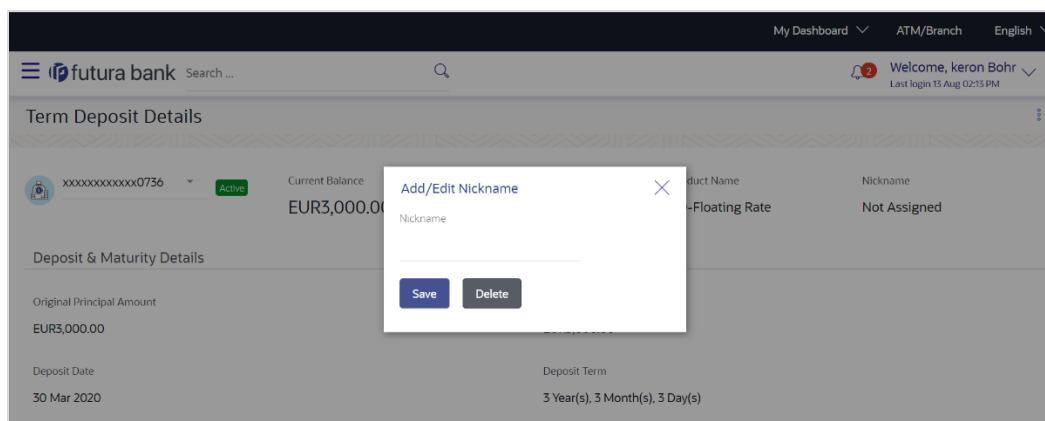 My Dashboard ATM/Branch English
futura bank Search ... 2 Welcome, keron Bohr
Last login 13 Aug 02:13 PM
Term Deposit Details
xxxxxxxxxxxx0736 Active
Current Balance
EUR3,000.0
duct Name
-Floating Rate
Nickname
Not Assigned
Add/Edit Nickname
Nickname
Save Delete
Deposit & Maturity Details
Original Principal Amount
EUR3,000.00
Deposit Date
30 Mar 2020
Deposit Term
3 Year(s), 3 Month(s), 3 Day(s)